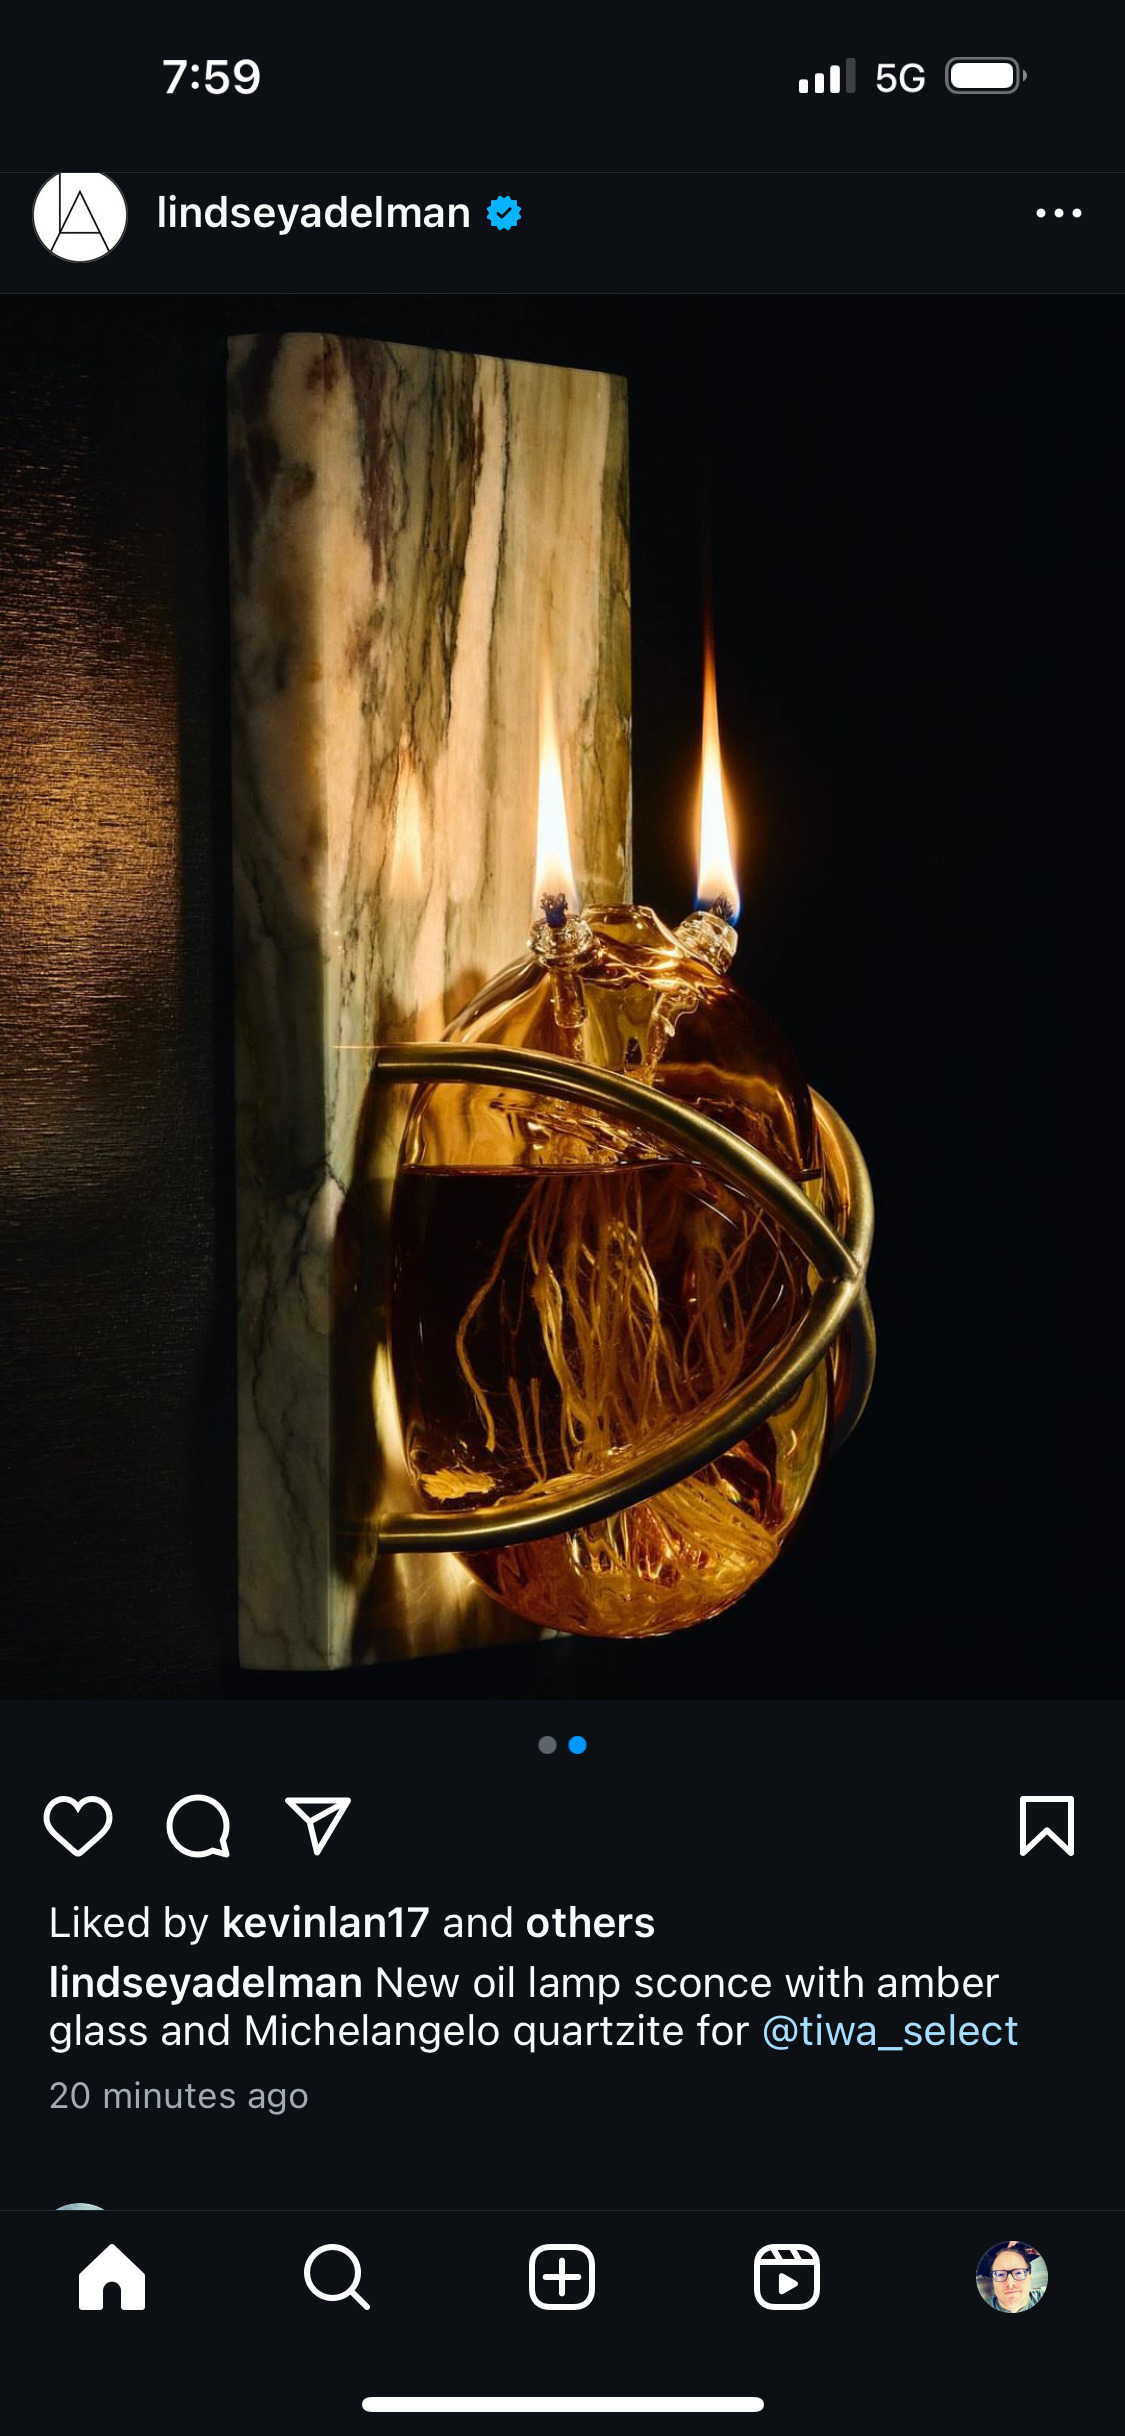 7:59
5G
lindseyadelman
Liked by kevinlan17 and others
lindseyadelman New oil lamp sconce with amber
glass and Michelangelo quartzite for @tiwa_select
20 minutes ago